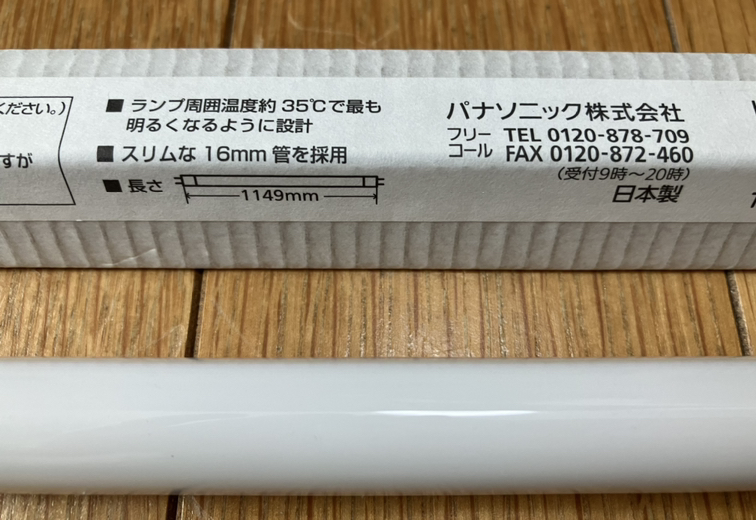 ください。)
すが
■ ランプ周囲温度約 35℃で最も
明るくなるように設計
■ スリムな 16mm 管を採用
■ 長さ
1149mm
パナソニック株式会社
フリーコール TEL 0120-878-709
FAX 0120-872-460
(受付9時～20時)
日本製